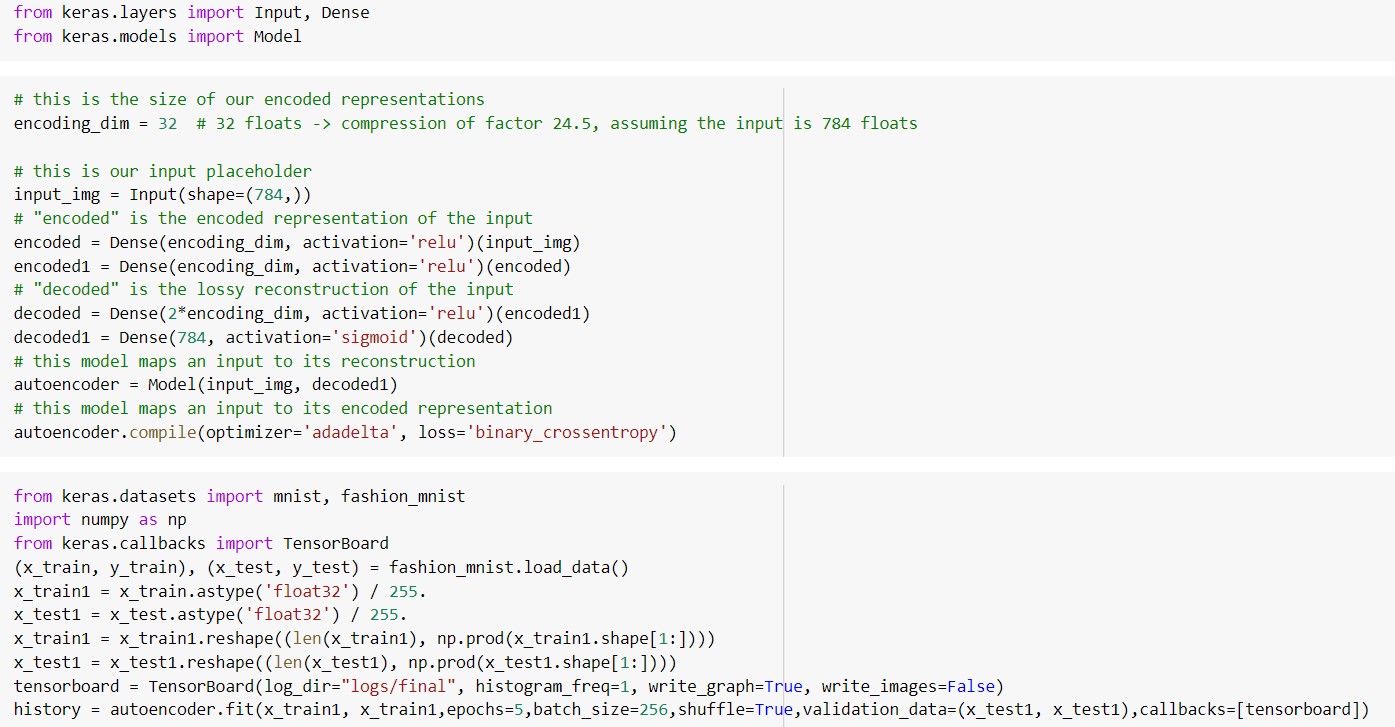 from keras.layers import Input, Dense
from keras.models import Model
# this is the size of our encoded representations
encoding_dim = 32  # 32 floats -> compression of factor 24.5, assuming the input is 784 floats
# this is our input placeholder
input_img = Input(shape=(784,))
# "encoded" is the encoded representation of the input
encoded = Dense(encoding_dim, activation='relu')(input_img)
encoded1 = Dense(encoding_dim, activation='relu')(encoded)
# "decoded" is the lossy reconstruction of the input
decoded = Dense(2*encoding_dim, activation='relu')(encoded1)
decoded1 = Dense(784, activation='sigmoid')(decoded)
# this model maps an input to its reconstruction
autoencoder = Model(input_img, decoded1)
# this model maps an input to its encoded representation
autoencoder.compile(optimizer='adadelta', loss='binary_crossentropy')
from keras.datasets import mnist, fashion_mnist
import numpy as np
from keras.callbacks import TensorBoard
(x_train, y_train), (x_test, y_test) = fashion_mnist.load_data()
x_train1 = x_train.astype('float32') / 255.
x_test1 = x_test.astype('float32') / 255.
x_train1 = x_train1.reshape((len(x_train1), np.prod(x_train1.shape[1:])))
x_test1 = x_test1.reshape((len(x_test1), np.prod(x_test1.shape[1:])))
tensorboard = TensorBoard(log_dir="logs/final", histogram_freq=1, write_graph=True, write_images=False)
history = autoencoder.fit(x_train1, x_train1,epochs=5,batch_size=256,shuffle=True,validation_data=(x_test1, x_test1),callbacks=[tensorboard])